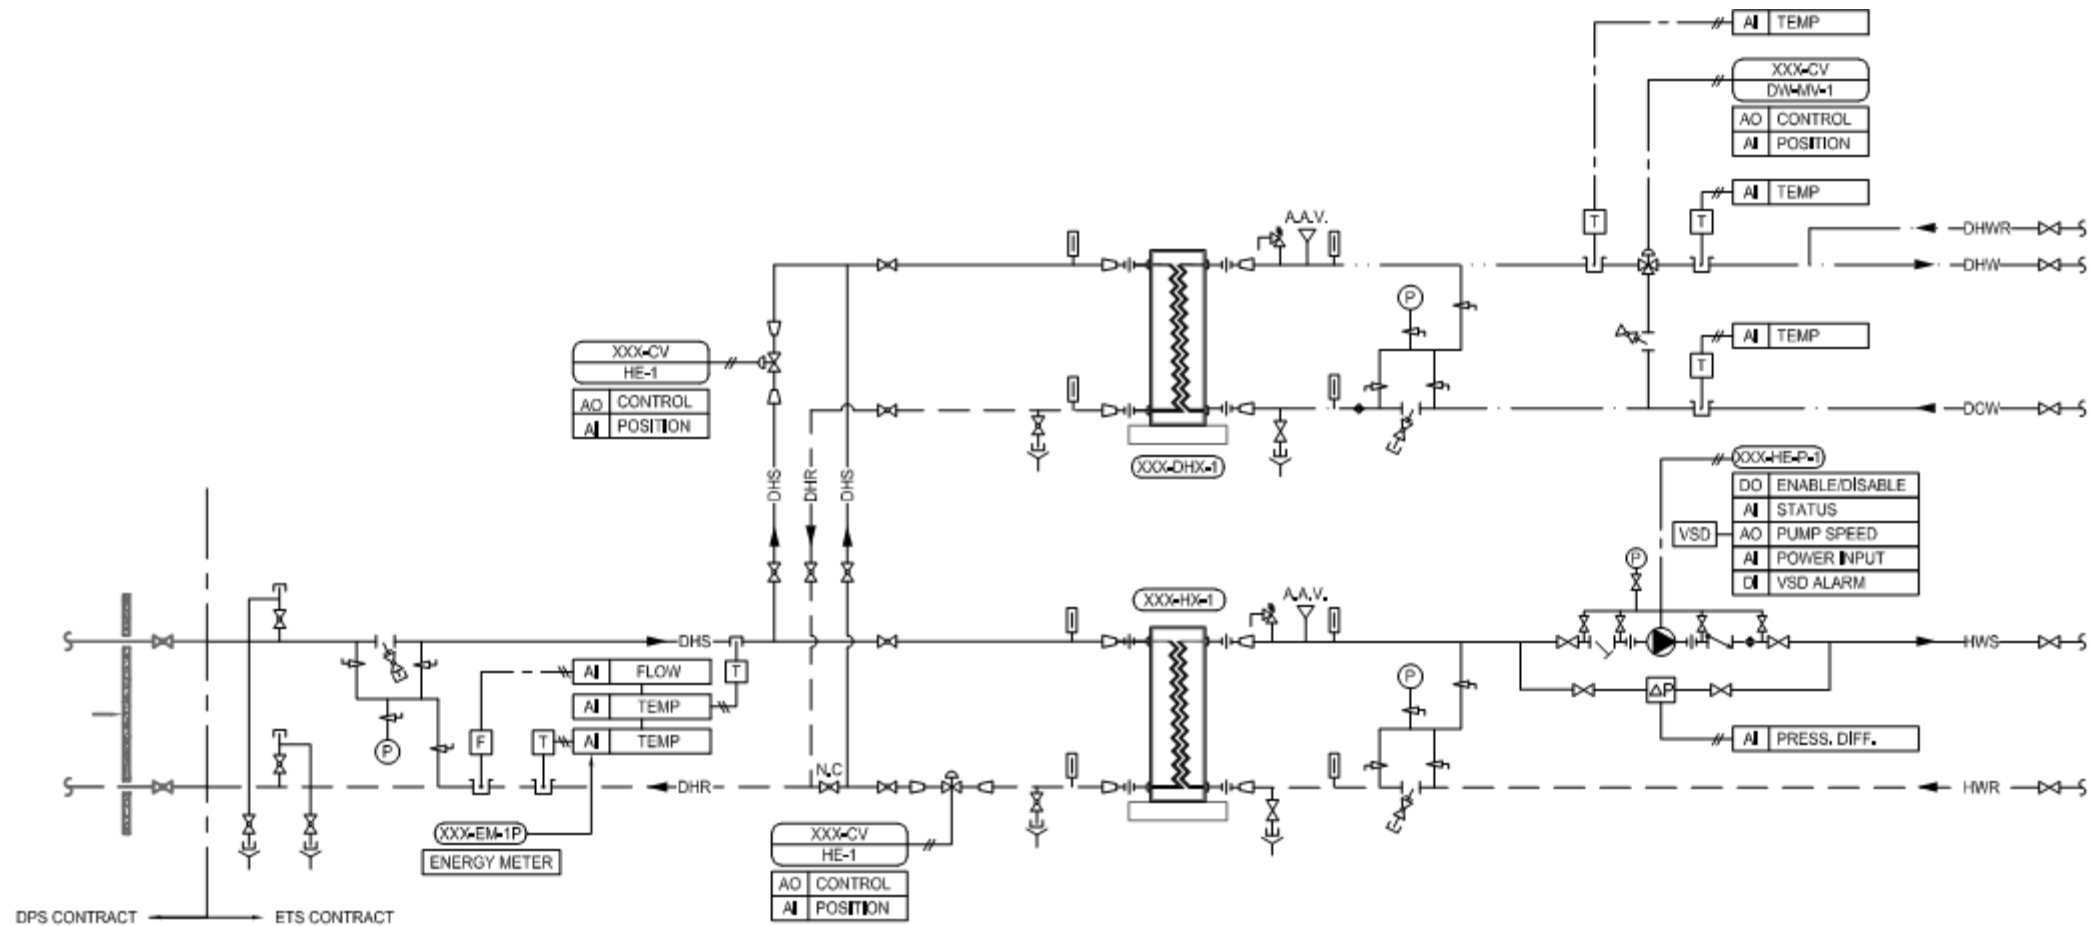 AI TEMP
XXX-CV
DW-MV-1
AO CONTROL
AI POSITION
AI TEMP
T
T
A.A.V.
DHWR
DHW
P
XXX-CV
HE-1
AO CONTROL
AI POSITION
AI TEMP
T
DCW
XXX-DHX-1
XXX-HE-P-1
DO ENABLE/DISABLE
AI STATUS
VSD AO PUMP SPEED
AI POWER INPUT
DI VSD ALARM
DHS
DHR
DHS
P
XXX-HX-1
A.A.V.
DHS
HWS
T
AI FLOW
AI TEMP
AI TEMP
P
ΔP
F
T
P
AI PRESS. DIFF.
N.C
DHR
HWR
XXX-EM-1P
ENERGY METER
XXX-CV
HE-1
AO CONTROL
AI POSITION
DPS CONTRACT
ETS CONTRACT